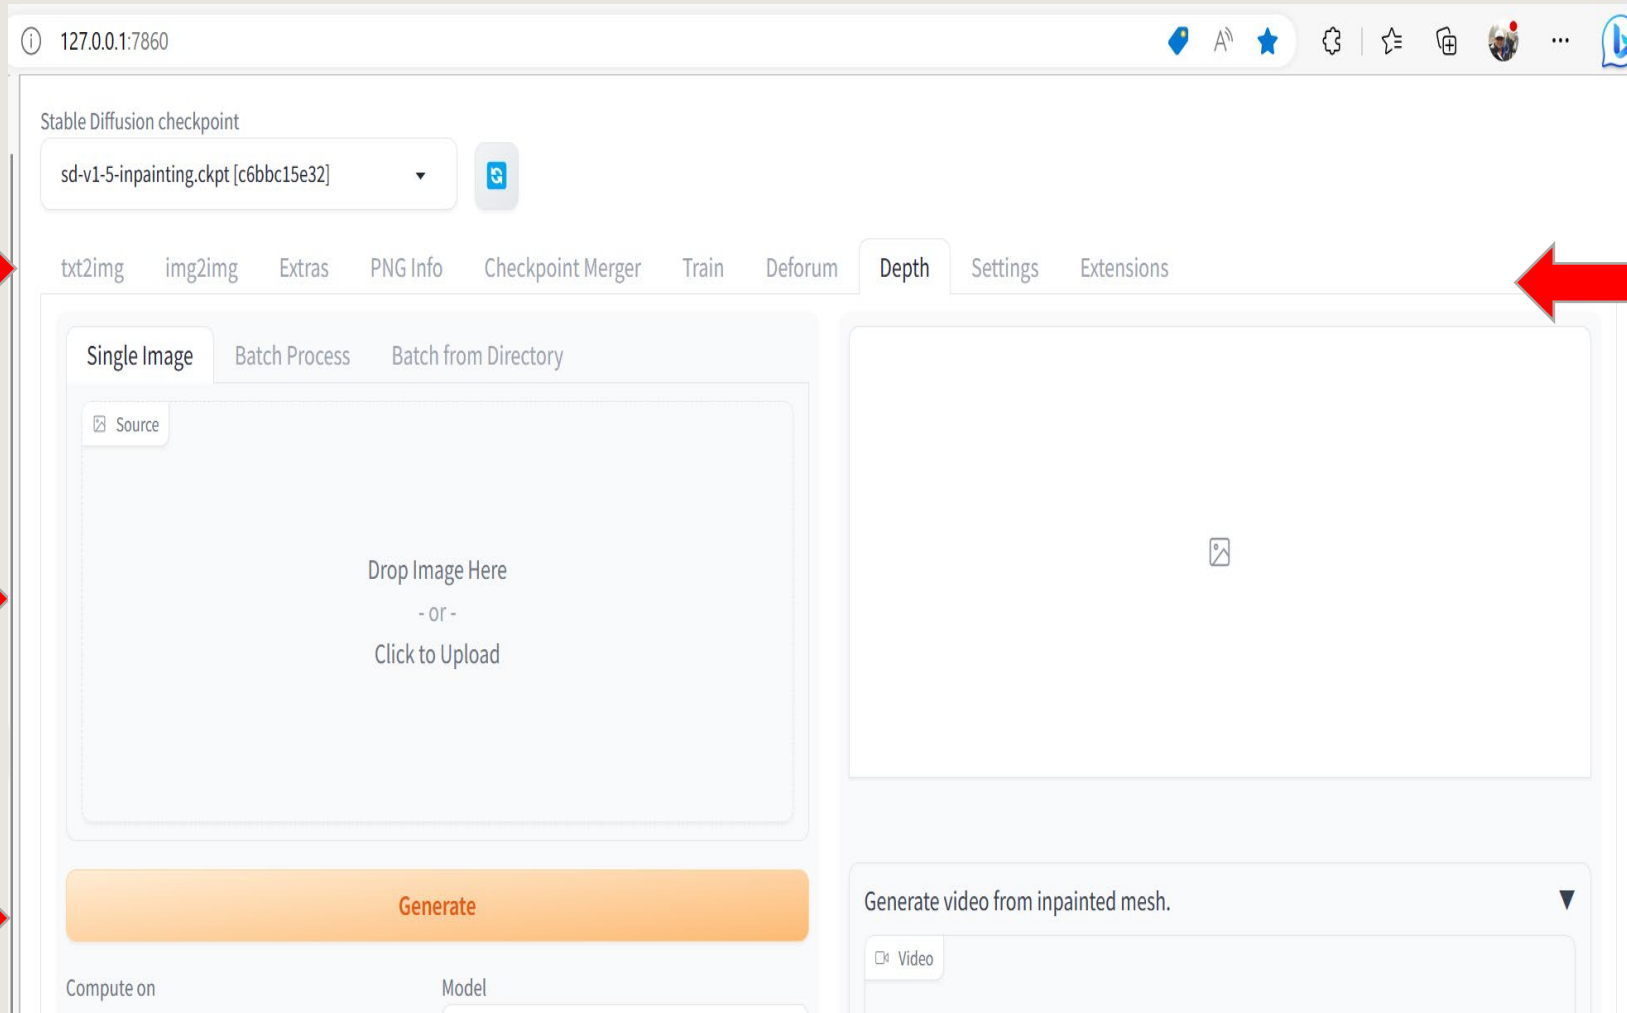 127.0.0.1:7860
Stable Diffusion checkpoint
sd-v1-5-inpainting.ckpt [c6bbc15e32]
txt2img img2img Extras PNG Info Checkpoint Merger Train Deforum Depth Settings Extensions
Single Image Batch Process Batch from Directory
Source
Drop Image Here
- or -
Click to Upload
Generate
Compute on Model
Generate video from inpainted mesh.
Video